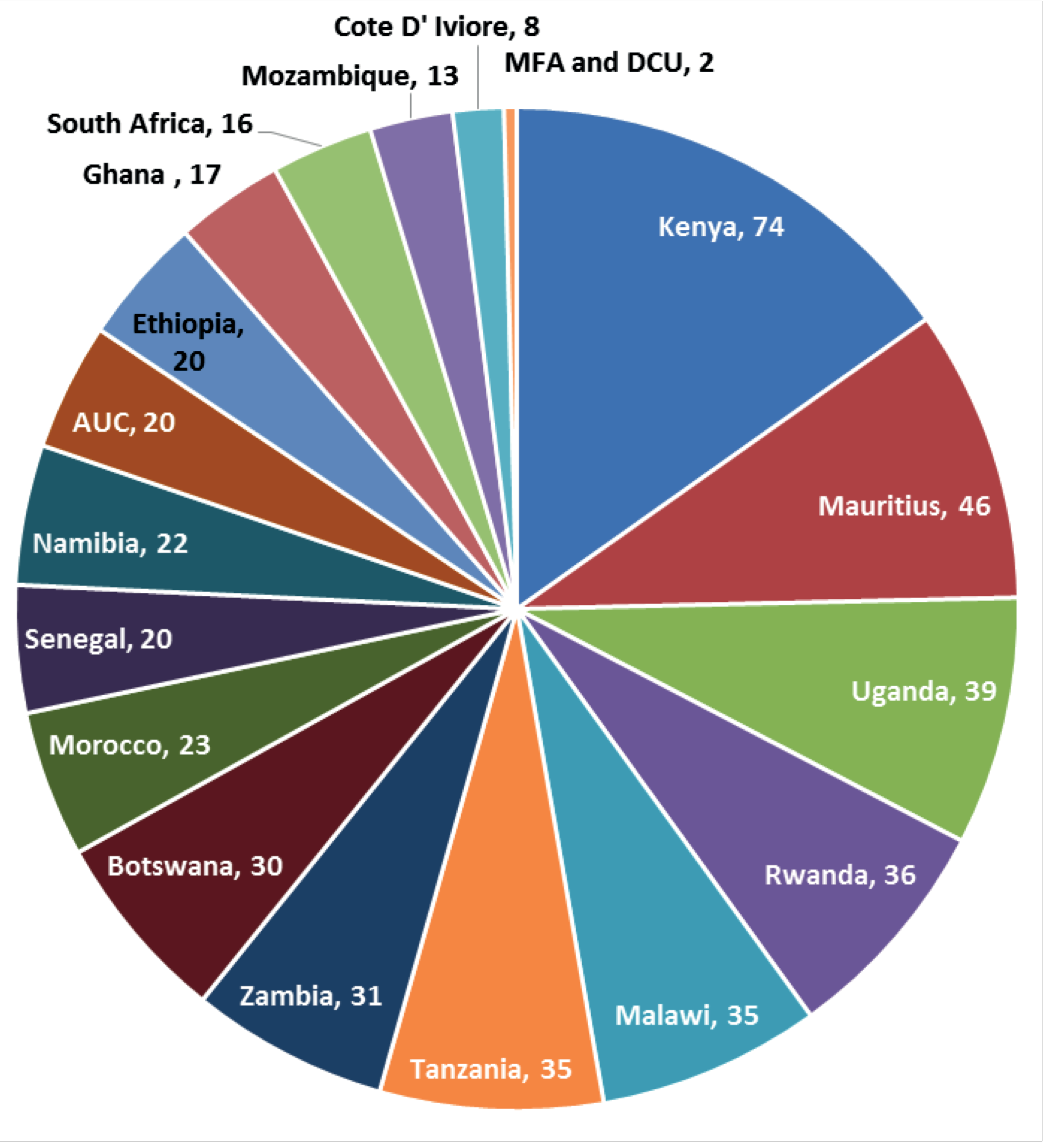 Cote D' Iviore, 8
MFA and DCU, 2
Mozambique, 13
South Africa, 16
Ghana , 17
Kenya, 74
Ethiopia,
20
AUC, 20
Mauritius, 46
Namibia, 22
Senegal, 20
Uganda, 39
Morocco, 23
Botswana, 30
Rwanda, 36
Zambia, 31
Malawi, 35
Tanzania, 35